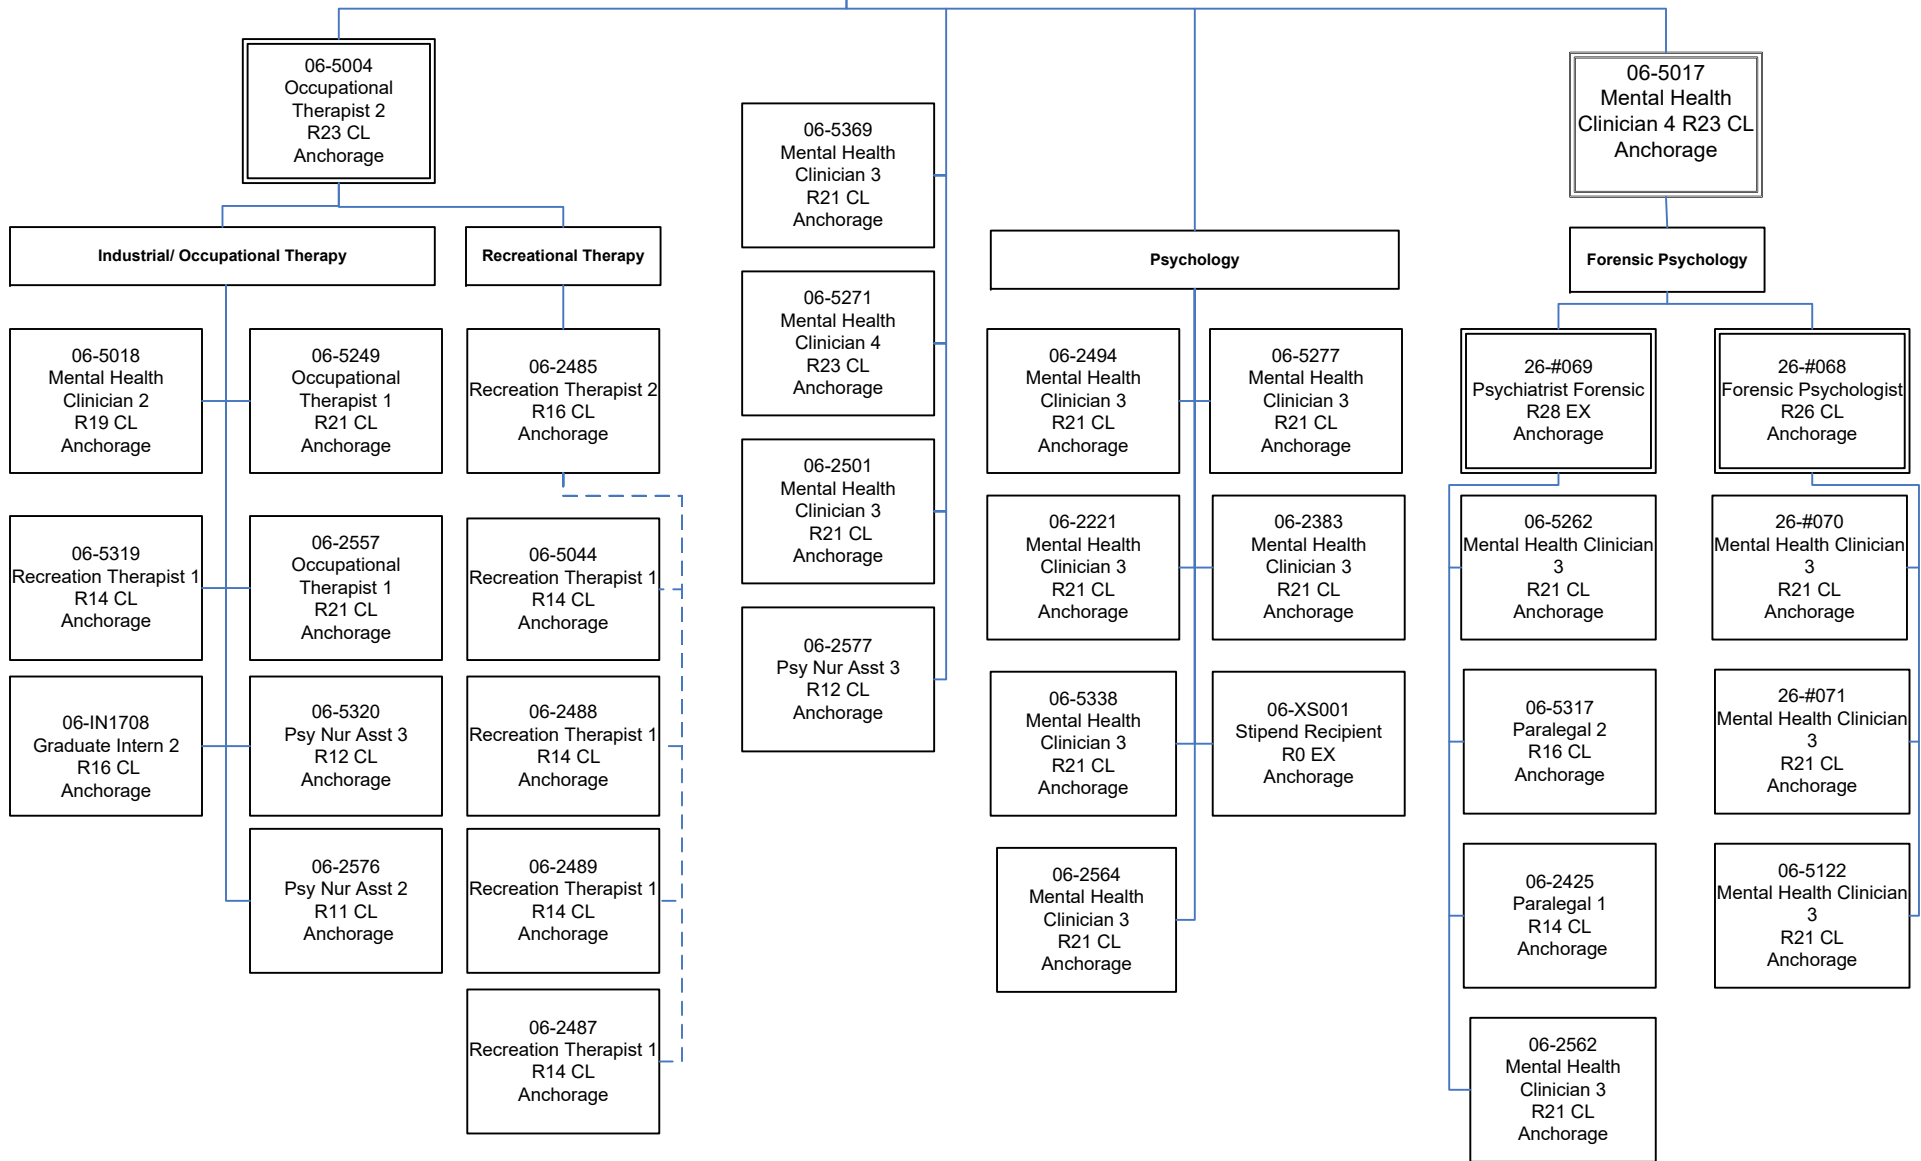 06-5004
Occupational
Therapist 2
R23 CL
Anchorage
Industrial/ Occupational Therapy
06-5018
Mental Health
Clinician 2
R19 CL
Anchorage
06-5249
Occupational
Therapist 1
R21 CL
Anchorage
06-5319
Recreation Therapist 1
R14 CL
Anchorage
06-2557
Occupational
Therapist 1
R21 CL
Anchorage
06-IN1708
Graduate Intern 2
R16 CL
Anchorage
06-5320
Psy Nur Asst 3
R12 CL
Anchorage
06-2576
Psy Nur Asst 2
R11 CL
Anchorage
Recreational Therapy
06-2485
Recreation Therapist 2
R16 CL
Anchorage
06-5044
Recreation Therapist 1
R14 CL
Anchorage
06-2488
Recreation Therapist 1
R14 CL
Anchorage
06-2489
Recreation Therapist 1
R14 CL
Anchorage
06-2487
Recreation Therapist 1
R14 CL
Anchorage
06-5369
Mental Health
Clinician 3
R21 CL
Anchorage
06-5271
Mental Health
Clinician 4
R23 CL
Anchorage
06-2501
Mental Health
Clinician 3
R21 CL
Anchorage
06-2577
Psy Nur Asst 3
R12 CL
Anchorage
Psychology
06-2494
Mental Health
Clinician 3
R21 CL
Anchorage
06-5277
Mental Health
Clinician 3
R21 CL
Anchorage
06-2221
Mental Health
Clinician 3
R21 CL
Anchorage
06-2383
Mental Health
Clinician 3
R21 CL
Anchorage
06-5338
Mental Health
Clinician 3
R21 CL
Anchorage
06-XS001
Stipend Recipient
R0 EX
Anchorage
06-2564
Mental Health
Clinician 3
R21 CL
Anchorage
06-5017
Mental Health
Clinician 4 R23 CL
Anchorage
Forensic Psychology
26-#069
Psychiatrist Forensic
R28 EX
Anchorage
06-5262
Mental Health Clinician
3
R21 CL
Anchorage
06-5317
Paralegal 2
R16 CL
Anchorage
06-2425
Paralegal 1
R14 CL
Anchorage
06-2562
Mental Health
Clinician 3
R21 CL
Anchorage
26-#068
Forensic Psychologist
R26 CL
Anchorage
26-#070
Mental Health Clinician
3
R21 CL
Anchorage
26-#071
Mental Health Clinician
3
R21 CL
Anchorage
06-5122
Mental Health Clinician
3
R21 CL
Anchorage